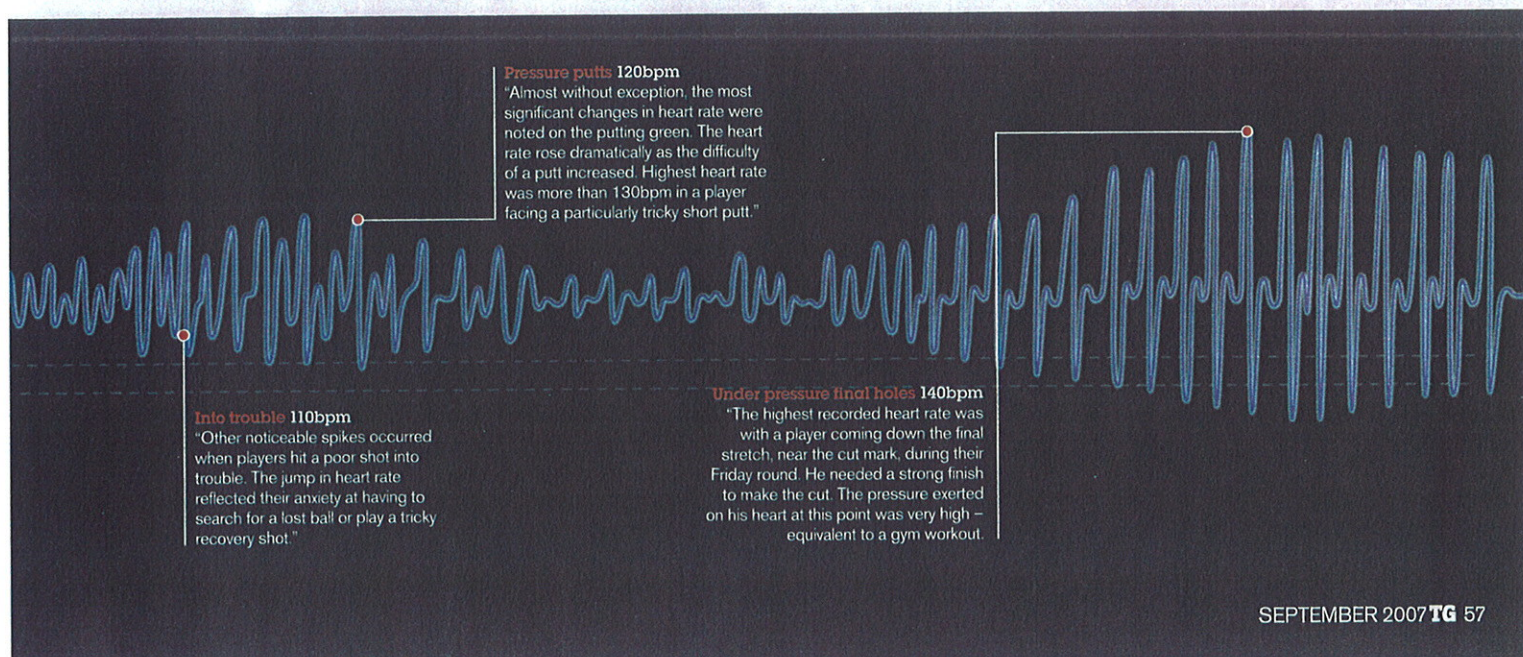 Pressure putts 120bpm
"Almost without exception, the most
significant changes in heart rate were
noted on the putting green. The heart
rate rose dramatically as the difficulty
of a putt increased. Highest heart rate
was more than 130bpm in a player
facing a particularly tricky short putt."
Into trouble 110bpm
"Other noticeable spikes occurred
when players hit a poor shot into
trouble. The jump in heart rate
reflected their anxiety at having to
search for a lost ball or play a tricky
recovery shot."
Under pressure final holes 140bpm
"The highest recorded heart rate was
with a player coming down the final
stretch, near the cut mark, during their
Friday round. He needed a strong finish
to make the cut. The pressure exerted
on his heart at this point was very high –
equivalent to a gym workout.
SEPTEMBER 2007 TG 57